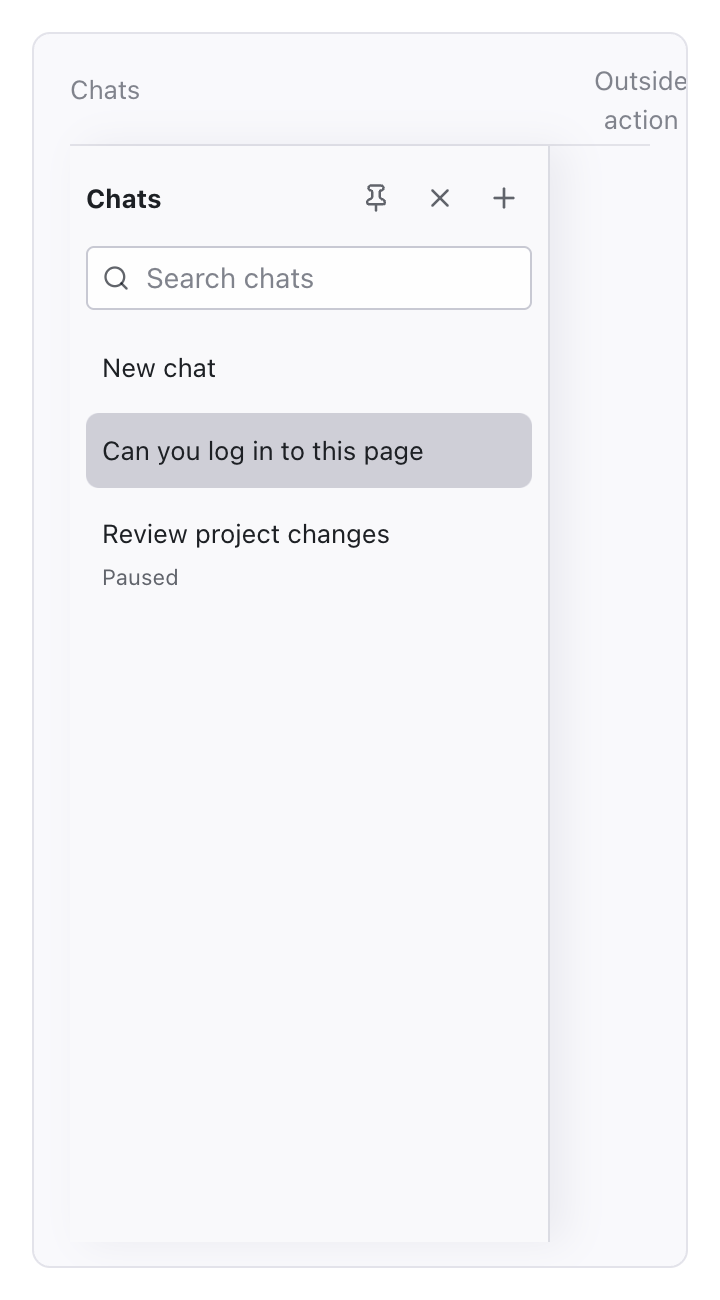 Chats
Outside
action
Chats
Search chats
New chat
Can you log in to this page
Review project changes
Paused